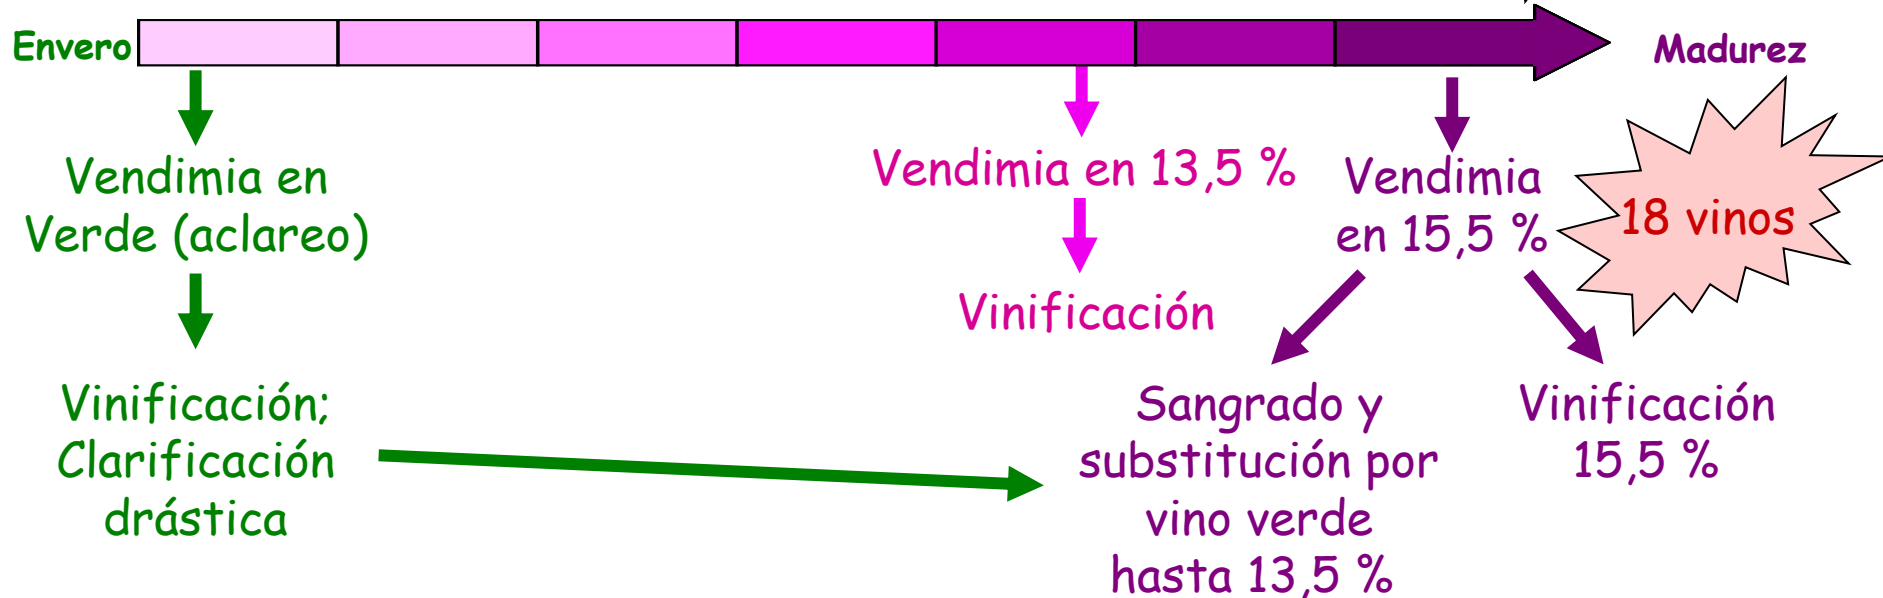 Envero
Madurez
Vendimia en
Verde (aclareo)
Vendimia en 13,5 %
Vendimia
en 15,5 %
18 vinos
Vinificación
Vinificación;
Clarificación
drástica
Sangrado y
substitución por
vino verde
hasta 13,5 %
Vinificación
15,5 %